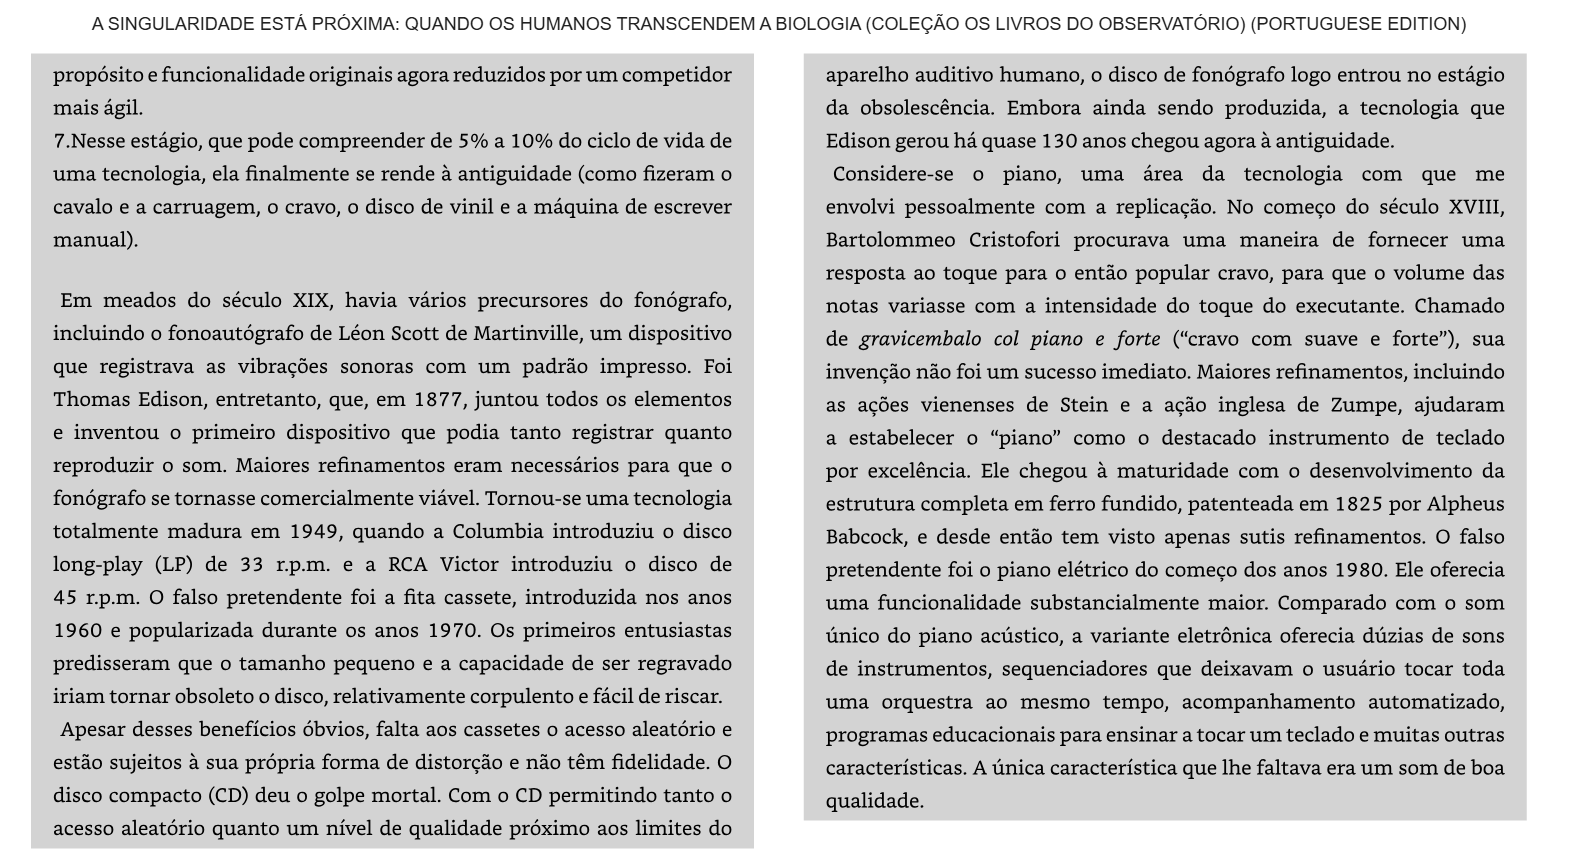 A SINGULARIDADE ESTÁ PRÓXIMA: QUANDO OS HUMANOS TRANSCENDEM A BIOLOGIA (COLEÇÃO OS LIVROS DO OBSERVATÓRIO) (PORTUGUESE EDITION)
propósito e funcionalidade originais agora reduzidos por um competidor
mais ágil.
7.Nesse estágio, que pode compreender de 5% a 10% do ciclo de vida de
uma tecnologia, ela finalmente se rende à antiguidade (como fizeram o
cavalo e a carruagem, o cravo, o disco de vinil e a máquina de escrever
manual).
Em meados do século XIX, havia vários precursores do fonógrafo,
incluindo o fonoautógrafo de Léon Scott de Martinville, um dispositivo
que registrava as vibrações sonoras com um padrão impresso. Foi
Thomas Edison, entretanto, que, em 1877, juntou todos os elementos
e inventou o primeiro dispositivo que podia tanto registrar quanto
reproduzir o som. Maiores refinamentos eram necessários para que o
fonógrafo se tornasse comercialmente viável. Tornou-se uma tecnologia
totalmente madura em 1949, quando a Columbia introduziu o disco
long-play (LP) de 33 r.p.m. e a RCA Victor introduziu o disco de
45 r.p.m. O falso pretendente foi a fita cassete, introduzida nos anos
1960 e popularizada durante os anos 1970. Os primeiros entusiastas
predisseram que o tamanho pequeno e a capacidade de ser regravado
iriam tornar obsoleto o disco, relativamente corpulento e fácil de riscar.
Apesar desses benefícios óbvios, falta aos cassetes o acesso aleatório e
estão sujeitos à sua própria forma de distorção e não têm fidelidade. O
disco compacto (CD) deu o golpe mortal. Com o CD permitindo tanto o
acesso aleatório quanto um nível de qualidade próximo aos limites do
aparelho auditivo humano, o disco de fonógrafo logo entrou no estágio
da obsolescência. Embora ainda sendo produzida, a tecnologia que
Edison gerou há quase 130 anos chegou agora à antiguidade.
Considere-se o piano, uma área da tecnologia com que me
envolvi pessoalmente com a replicação. No começo do século XVIII,
Bartolommeo Cristofori procurava uma maneira de fornecer uma
resposta ao toque para o então popular cravo, para que o volume das
notas variasse com a intensidade do toque do executante. Chamado
de gravicembalo col piano e forte (“cravo com suave e forte”), sua
invenção não foi um sucesso imediato. Maiores refinamentos, incluindo
as ações vienenses de Stein e a ação inglesa de Zumpe, ajudaram
a estabelecer o “piano” como o destacado instrumento de teclado
por excelência. Ele chegou à maturidade com o desenvolvimento da
estrutura completa em ferro fundido, patenteada em 1825 por Alpheus
Babcock, e desde então tem visto apenas sutis refinamentos. O falso
pretendente foi o piano elétrico do começo dos anos 1980. Ele oferecia
uma funcionalidade substancialmente maior. Comparado com o som
único do piano acústico, a variante eletrônica oferecia dúzias de sons
de instrumentos, sequenciadores que deixavam o usuário tocar toda
uma orquestra ao mesmo tempo, acompanhamento automatizado,
programas educacionais para ensinar a tocar um teclado e muitas outras
características. A única característica que lhe faltava era um som de boa
qualidade.